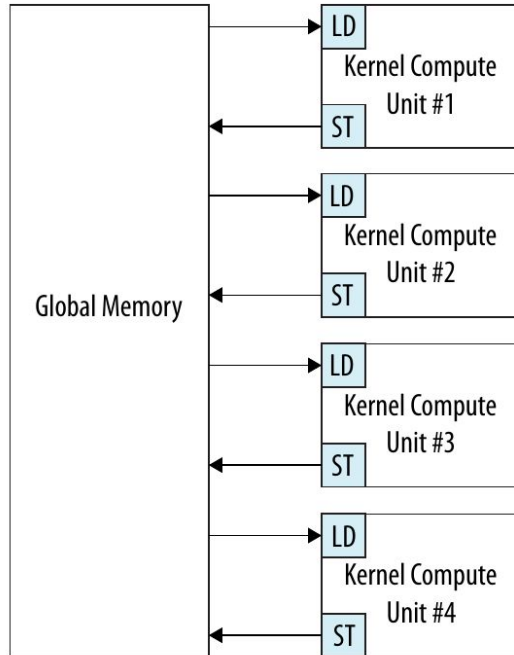 Global Memory
LD
Kernel Compute
Unit #1
ST
LD
Kernel Compute
Unit #2
ST
LD
Kernel Compute
Unit #3
ST
LD
Kernel Compute
Unit #4
ST